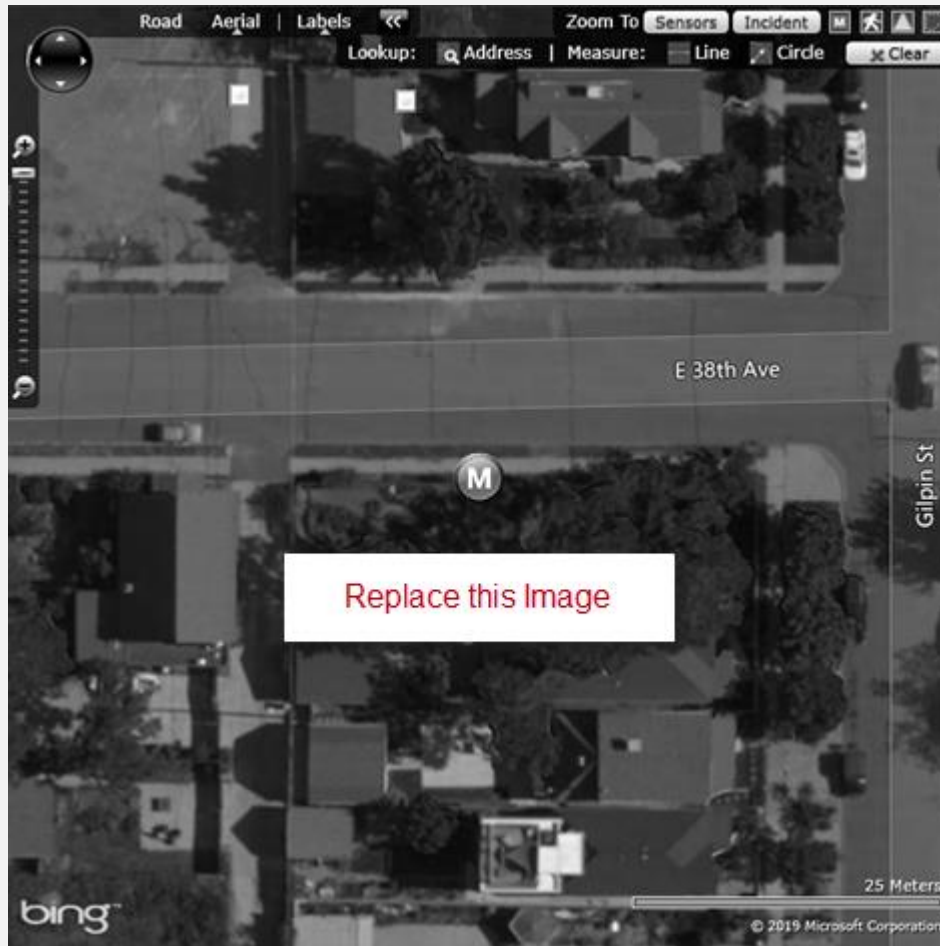 Road Aerial | Labels << Zoom To Sensors Incident M
Lookup: Address | Measure: Line Circle Clear
E 38th Ave
M
Gilpin St
Replace this Image
25 Meters
bing™
© 2019 Microsoft Corporation